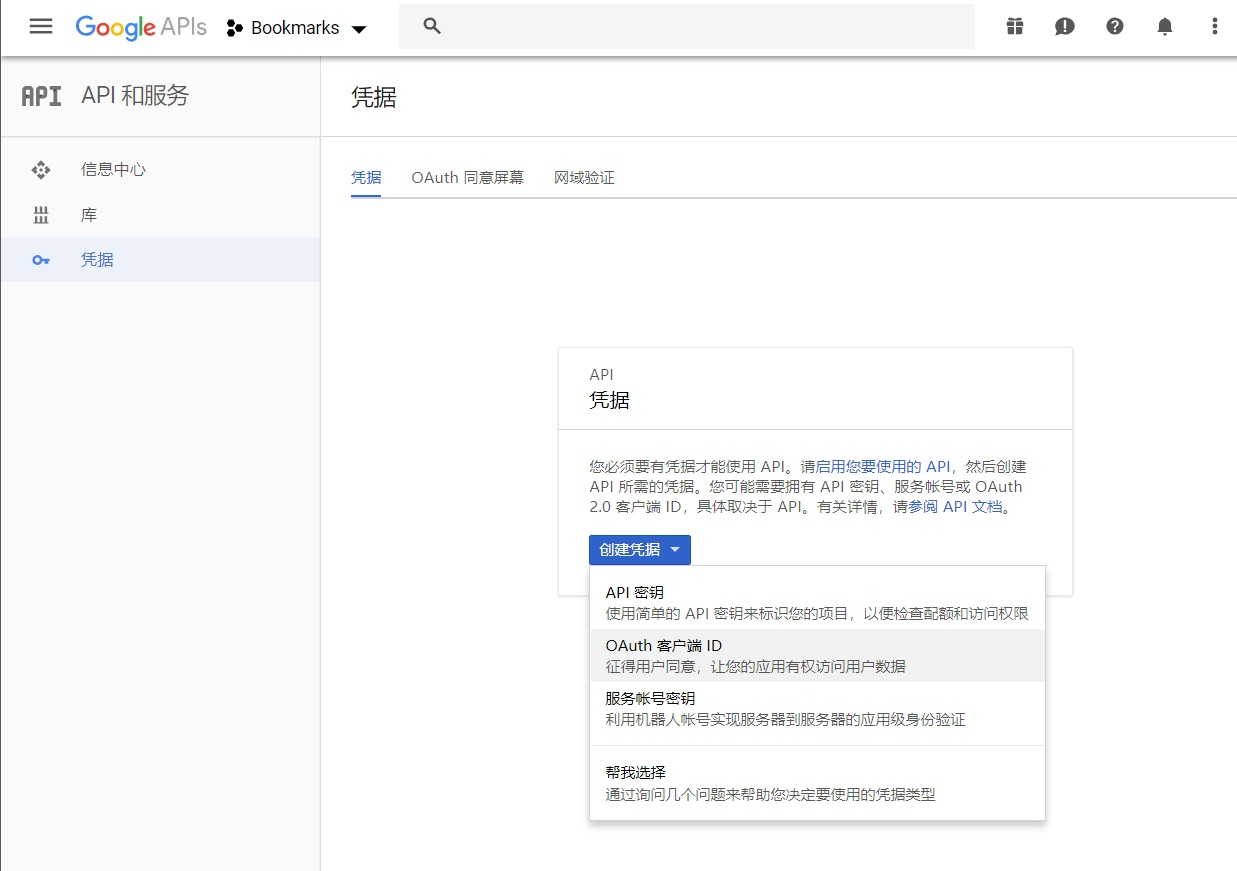 Google APIs
Bookmarks
API API 和服务
凭据
信息中心
库
凭据
凭据 OAuth 同意屏幕 网域验证
API
凭据
您必须要有凭据才能使用 API。请启用您要使用的 API，然后创建
API 所需的凭据。您可能需要拥有 API 密钥、服务帐号或 OAuth
2.0 客户端 ID，具体取决于 API。有关详情，请参阅 API 文档。
创建凭据
API 密钥
使用简单的 API 密钥来标识您的项目，以便检查配额和访问权限
OAuth 客户端 ID
征得用户同意，让您的应用有权访问用户数据
服务帐号密钥
利用机器人帐号实现服务器到服务器的应用级身份验证
帮我选择
通过询问几个问题来帮助您决定要使用的凭据类型